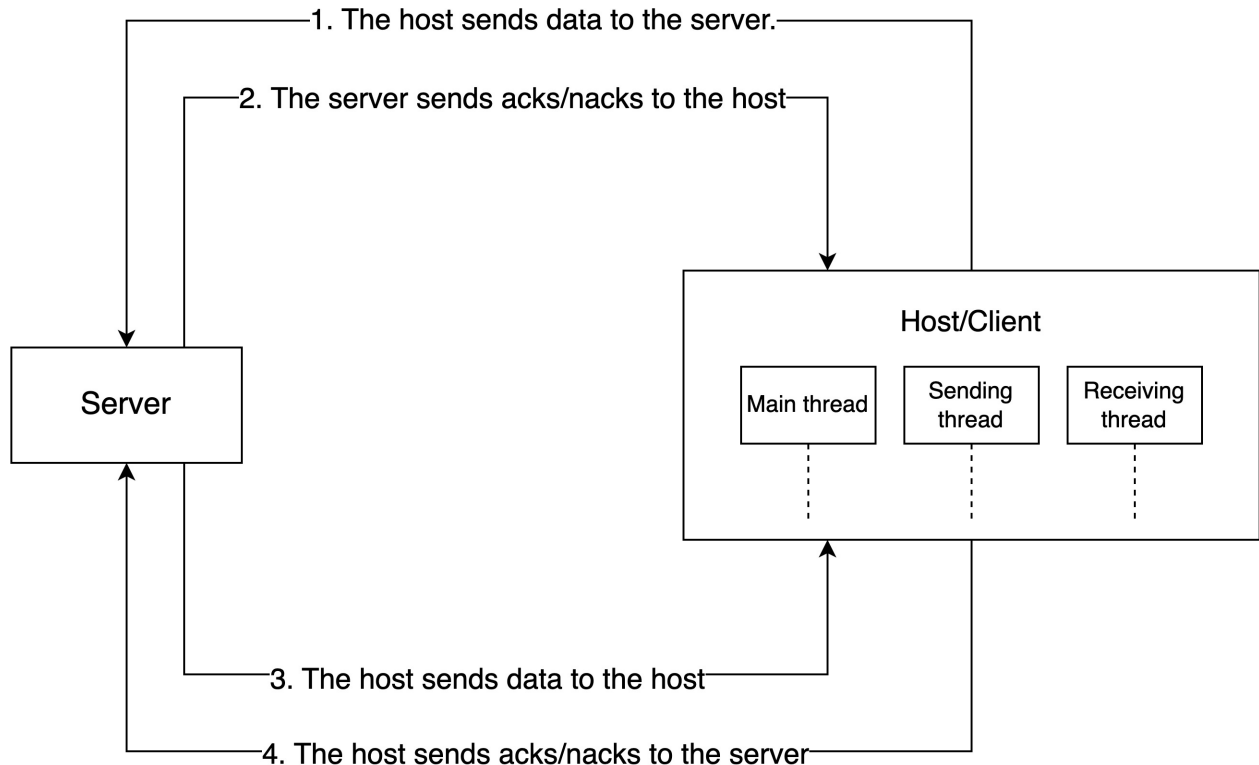 1. The host sends data to the server.
2. The server sends acks/nacks to the host
Host/Client
Server
Main thread
Sending
thread
Receiving
thread
3. The host sends data to the host
4. The host sends acks/nacks to the server